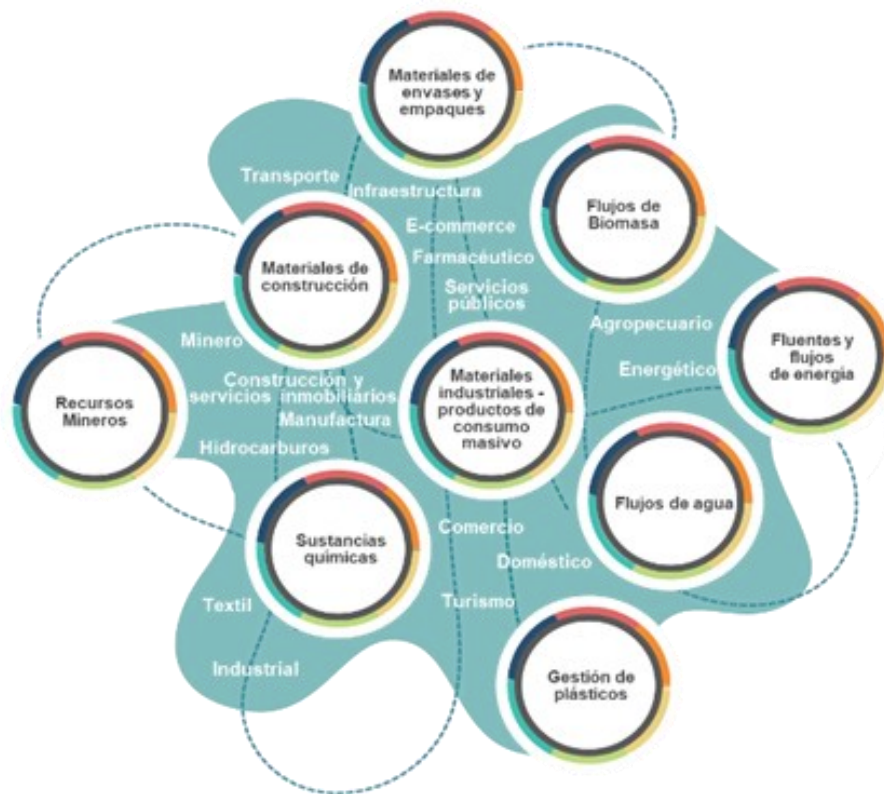 Materiales de
envases y
empaques
Transporte
Infraestructura
Flujos de
Biomasa
E-commerce
Farmacéutico
Materiales de
construcción
Servicios
públicos
Agropecuario
Minero
Fluentes y
flujos
de energía
Energético
Construcción y
servicios inmobiliarios
Materiales
industriales -
productos de
consumo
masivo
Recursos
Mineros
Manufactura
Hidrocarburos
Flujos de agua
Comercio
Sustancias
químicas
Doméstico
Textil
Turismo
Industrial
Gestión de
plásticos